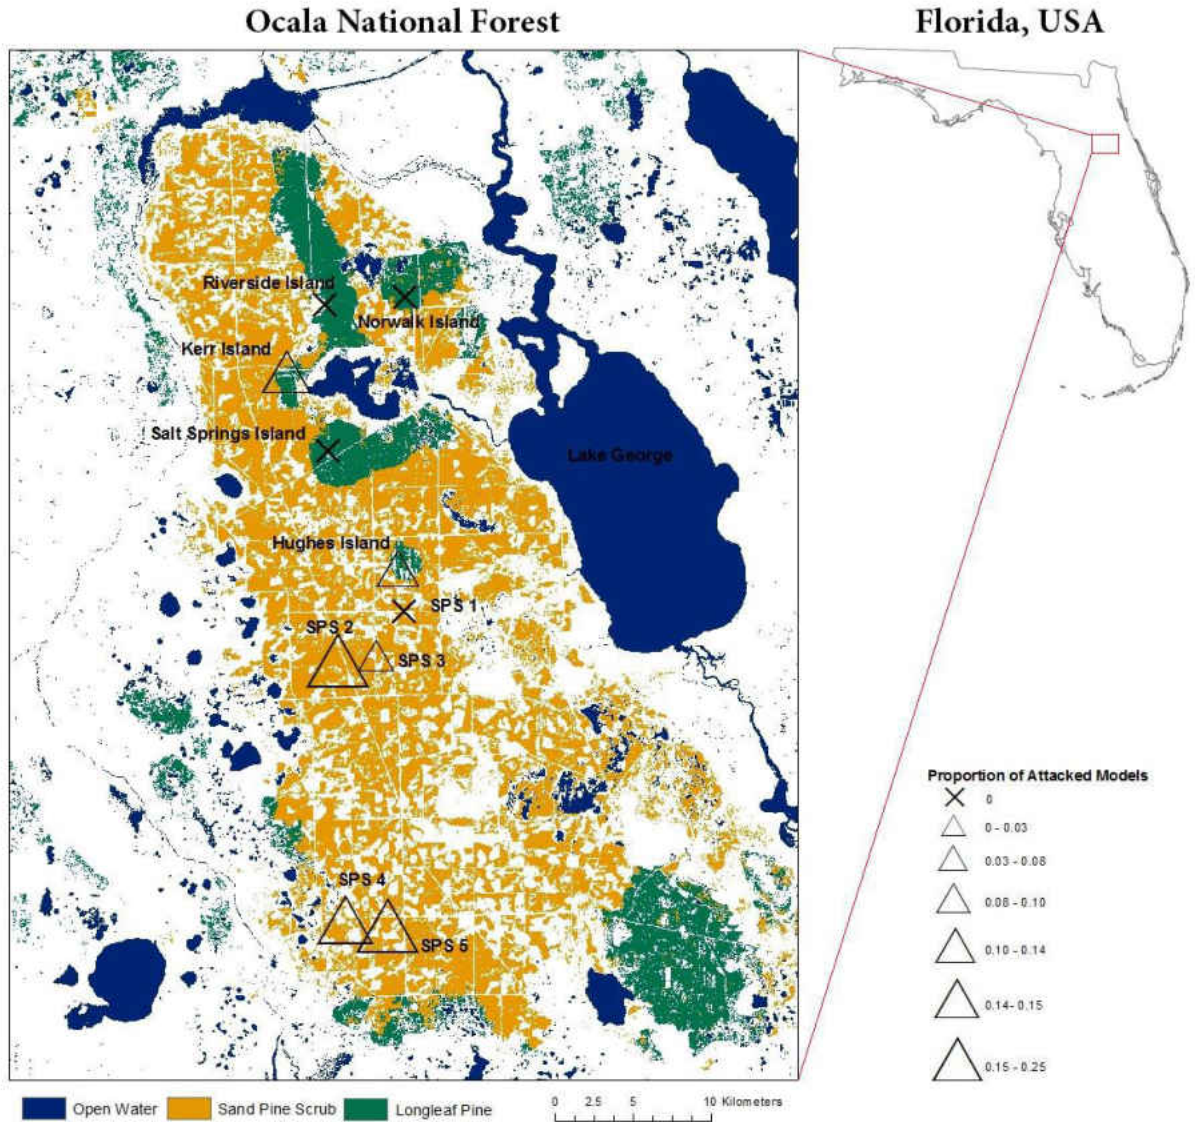 Ocala National Forest
Florida, USA
Riverside Island
Norwalk Island
Kerr Island
Salt Springs Island
Lake George
Hughes Island
SPS 1
SPS 2
SPS 3
SPS 4
SPS 5
Proportion of Attacked Models
0
0 - 0.03
0.03 - 0.08
0.08 - 0.10
0.10 - 0.14
0.14- 0.15
0.15 - 0.25
Open Water
Sand Pine Scrub
Longleaf Pine
0 2.5 5 10 Kilometers